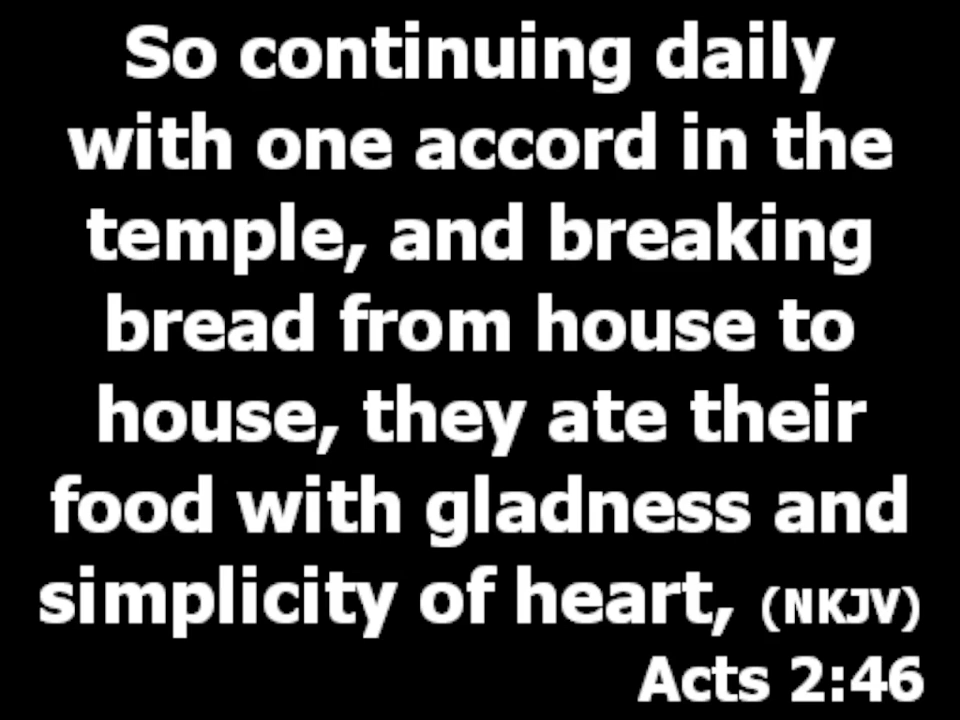 So continuing daily
with one accord in the
temple, and breaking
bread from house to
house, they ate their
food with gladness and
simplicity of heart, (NKJV)
Acts 2:46